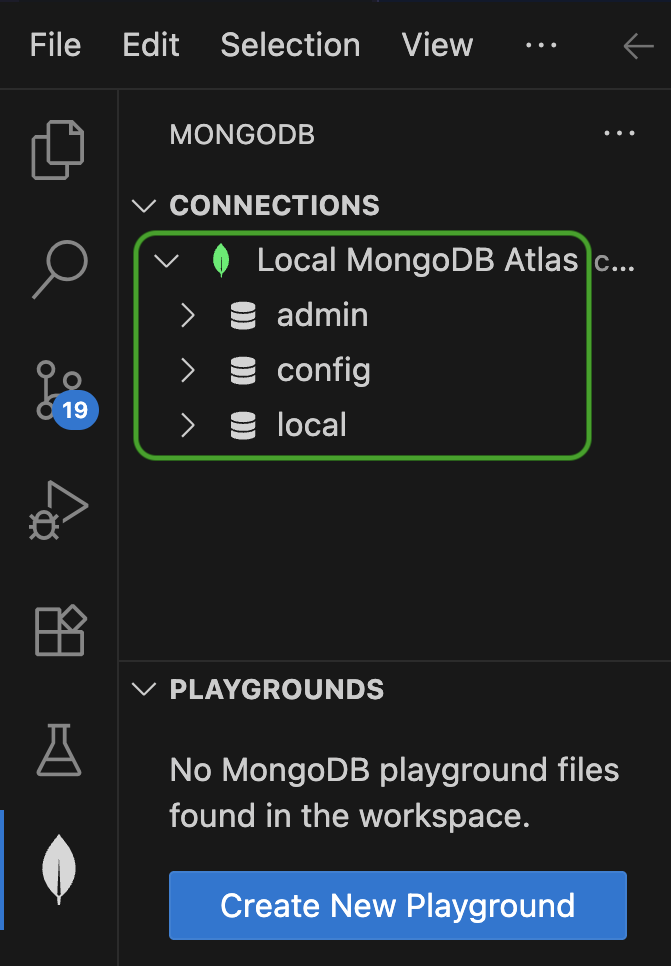 File Edit Selection View ...
MONGODB ...
CONNECTIONS
Local MongoDB Atlas c...
admin
config
local
19
PLAYGROUNDS
No MongoDB playground files
found in the workspace.
Create New Playground